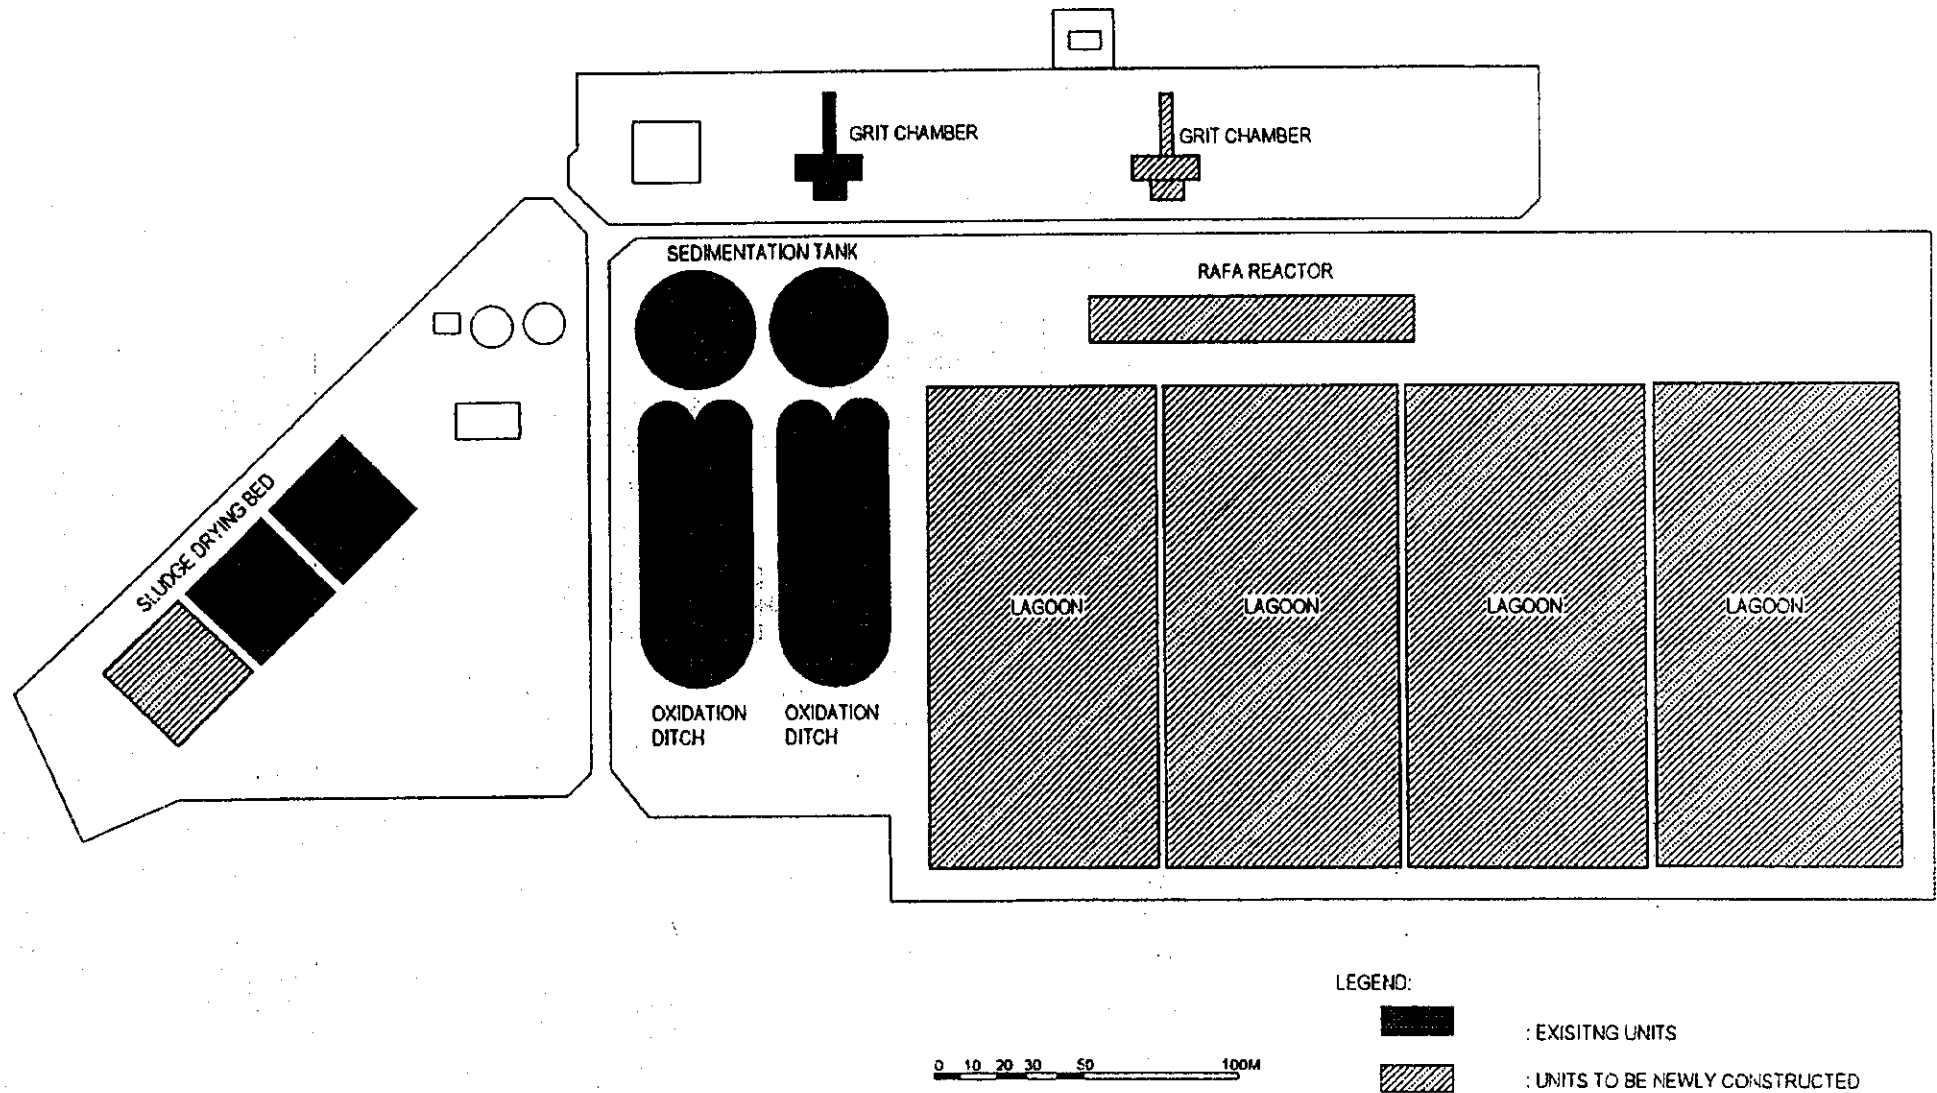 GRIT CHAMBER
GRIT CHAMBER
SEDIMENTATION TANK
RAFA REACTOR
SLUDGE DRYING BED
LAGOON
LAGOON
LAGOON
LAGOON
OXIDATION
DITCH
OXIDATION
DITCH
LEGEND:
: EXISITNG UNITS
: UNITS TO BE NEWLY CONSTRUCTED
0 10 20 30 50 100M